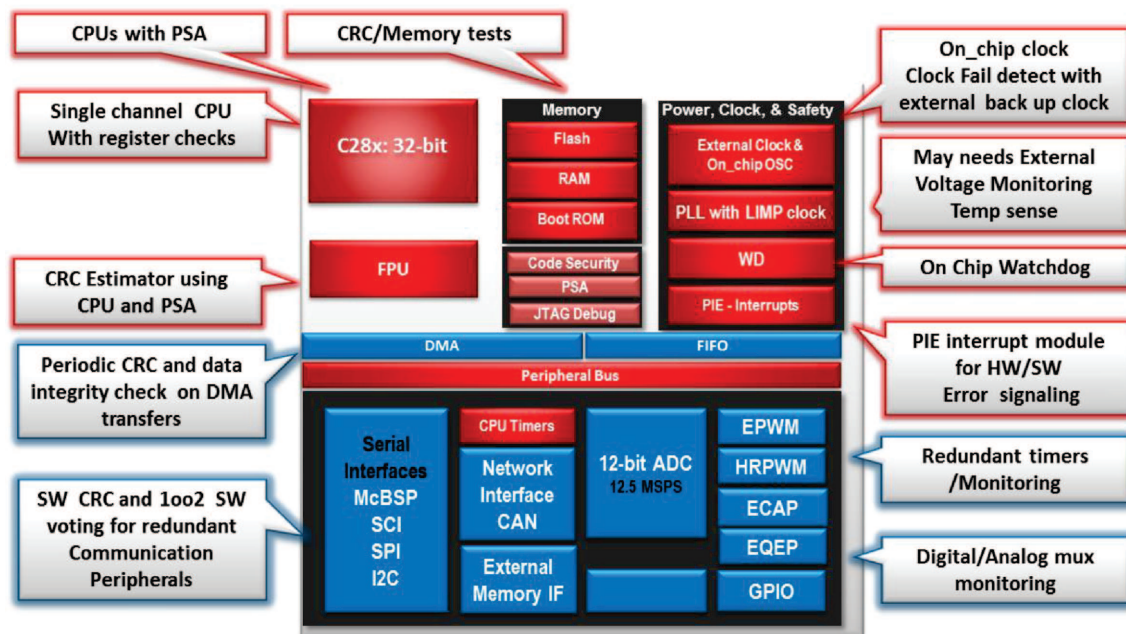 CPUs with PSA
CRC/Memory tests
On_chip clock
Clock Fail detect with
external back up clock
Single channel CPU
With register checks
May needs External
Voltage Monitoring
Temp sense
CRC Estimator using
CPU and PSA
On Chip Watchdog
Periodic CRC and data
integrity check on DMA
transfers
PIE interrupt module
for HW/SW
Error signaling
SW CRC and 1oo2 SW
voting for redundant
Communication
Peripherals
Redundant timers
/Monitoring
Digital/Analog mux
monitoring
C28x: 32-bit
FPU
Memory
Flash
RAM
Boot ROM
Code Security
PSA
JTAG Debug
Power, Clock, & Safety
External Clock &
On_chip OSC
PLL with LIMP clock
WD
PIE - Interrupts
DMA
FIFO
Peripheral Bus
Serial
Interfaces
McBSP
SCI
SPI
I2C
CPU Timers
Network
Interface
CAN
External
Memory IF
12-bit ADC
12.5 MSPS
EPWM
HRPWM
ECAP
EQEP
GPIO